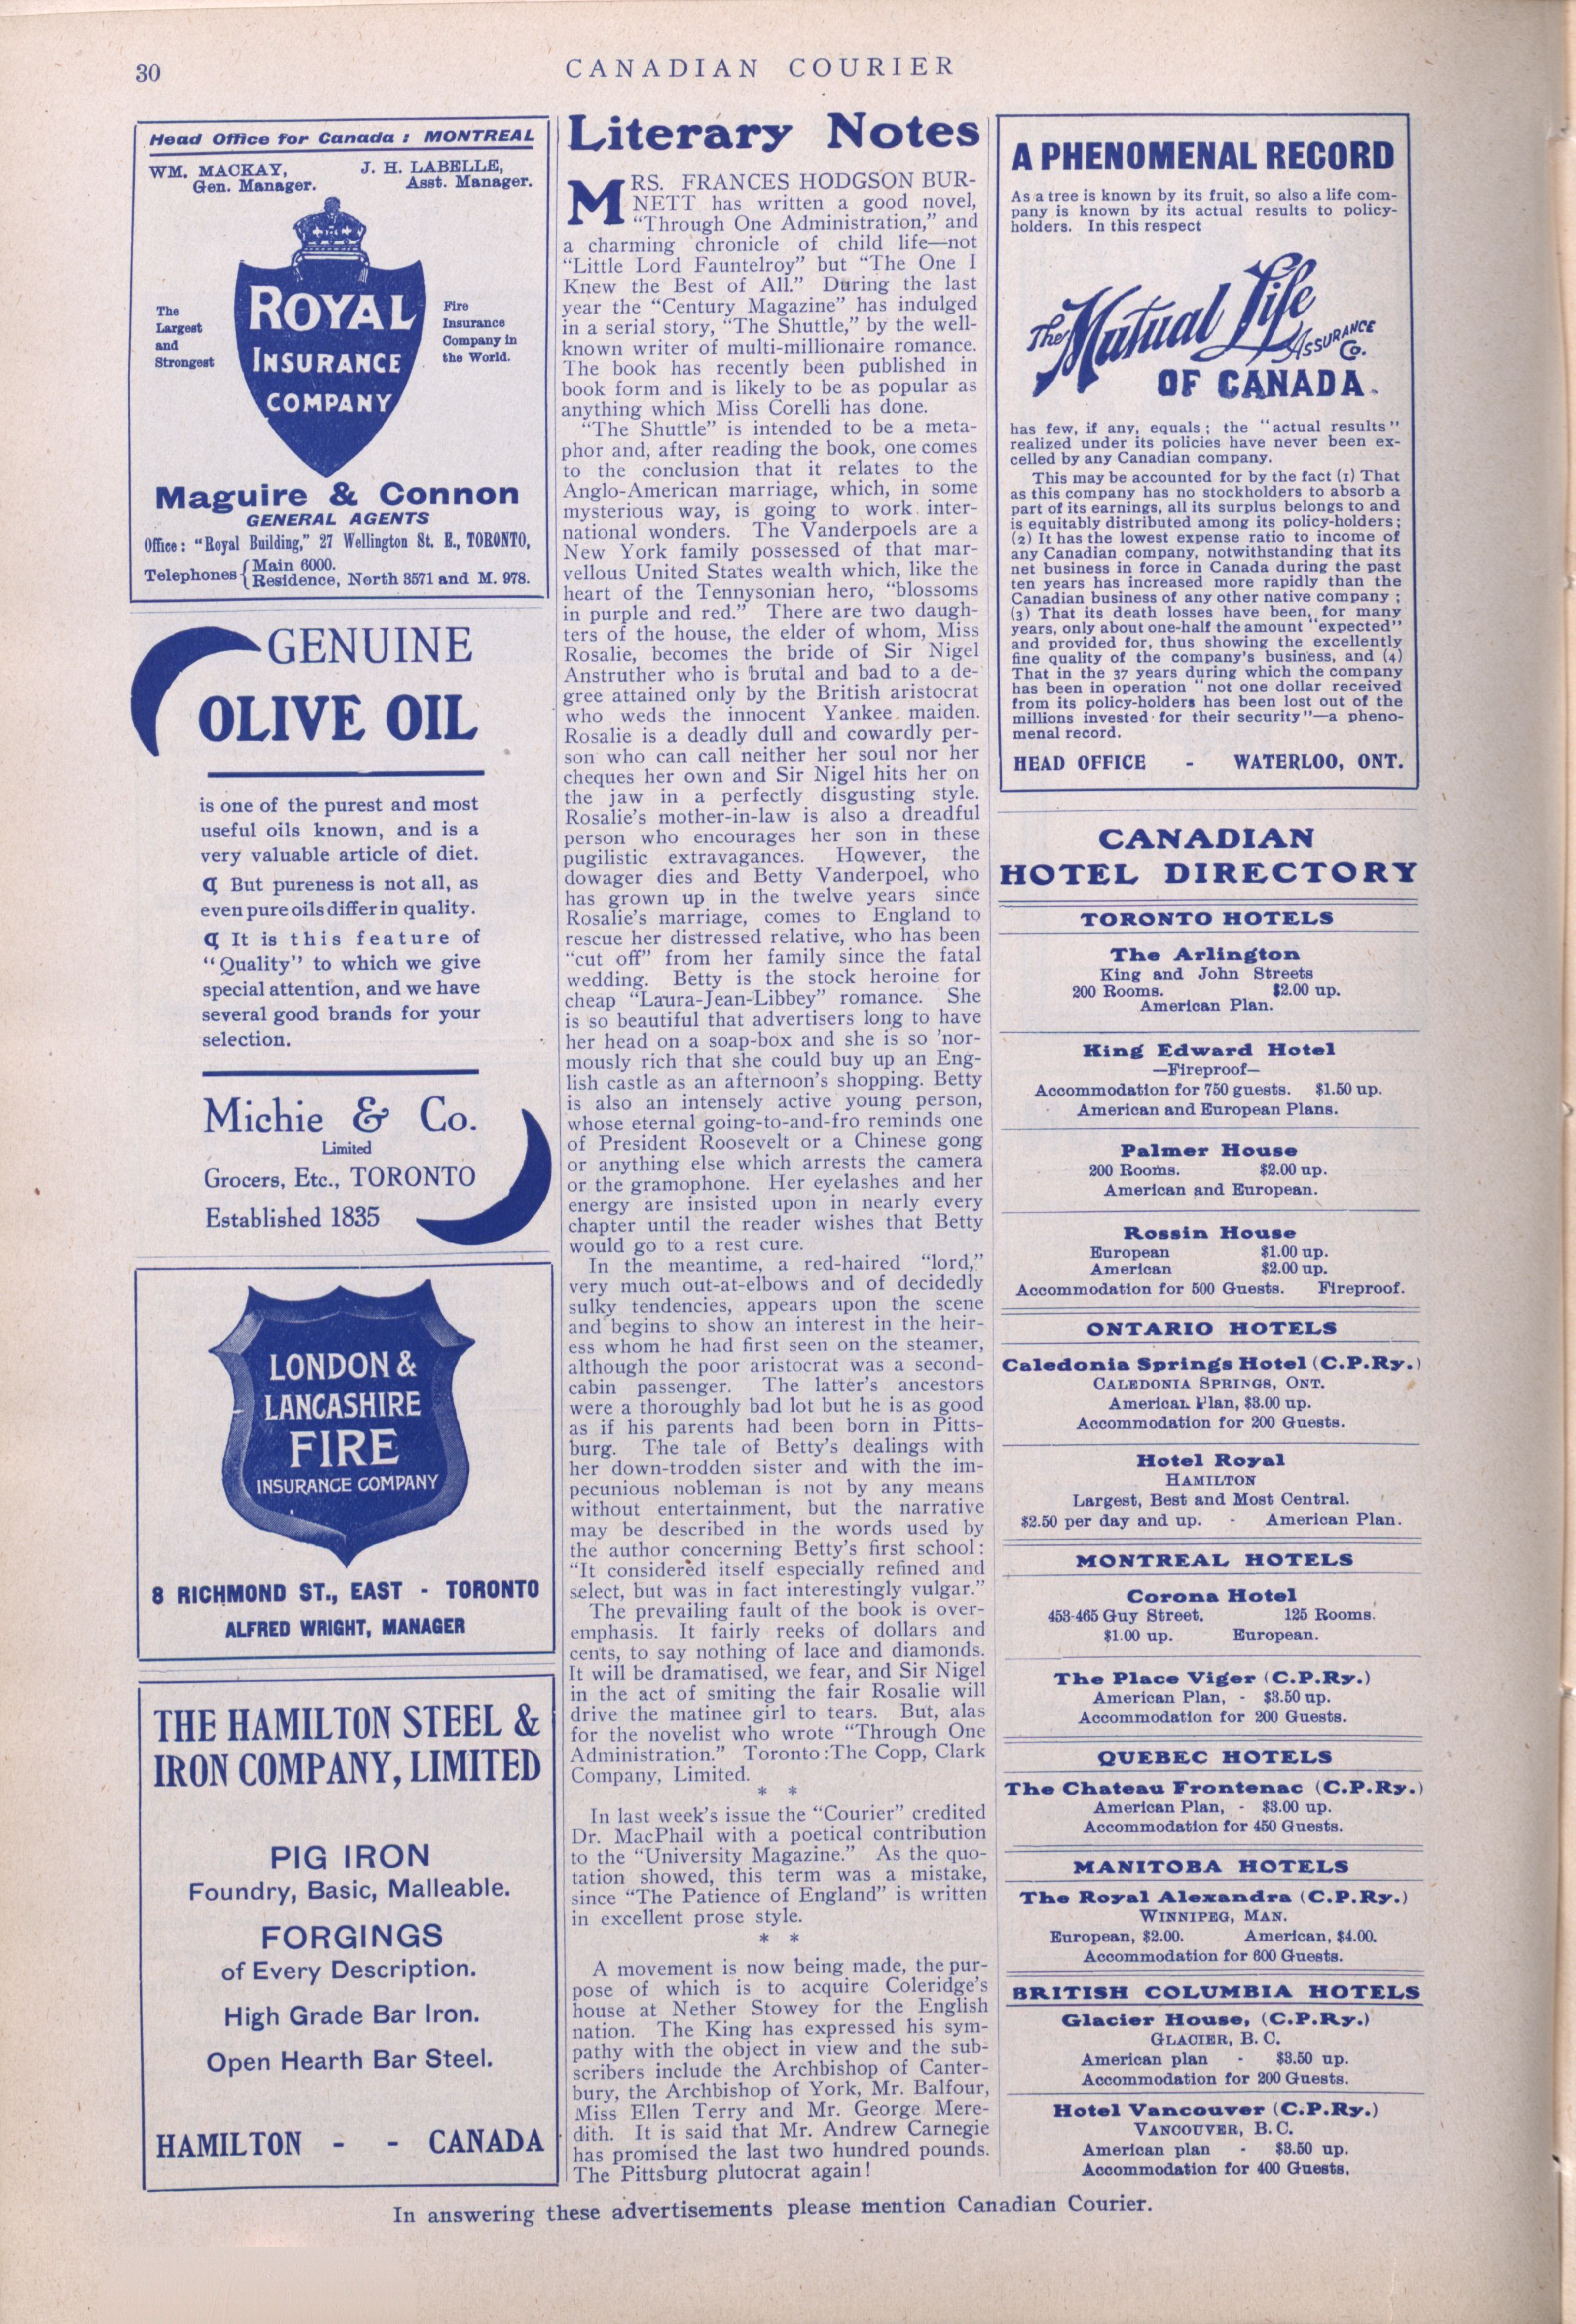 30
CANADIAN COURIER
Head Office for Canada: MONTREAL
WM. MACKAY,
Gen. Manager.
J. H. LABELLE,
Asst. Manager.
The
Largest
and
Strongest
ROYAL
INSURANCE
COMPANY
Fire
Insurance
Company in
the World.
Maguire & Connon
GENERAL AGENTS
Office: "Royal Building," 27 Wellington St. E., TORONTO,
Telephones { Main 6000.
Residence, North 3571 and M. 978.
GENUINE
OLIVE OIL
is one of the purest and most
useful oils known, and is a
very valuable article of diet.
¶ But pureness is not all, as
even pure oils differ in quality.
¶ It is this feature of
"Quality" to which we give
special attention, and we have
several good brands for your
selection.
Michie & Co.
Limited
Grocers, Etc., TORONTO
Established 1835
LONDON &
LANCASHIRE
FIRE
INSURANCE COMPANY
8 RICHMOND ST., EAST - TORONTO
ALFRED WRIGHT, MANAGER
THE HAMILTON STEEL &
IRON COMPANY, LIMITED
PIG IRON
Foundry, Basic, Malleable.
FORGINGS
of Every Description.
High Grade Bar Iron.
Open Hearth Bar Steel.
HAMILTON - - CANADA
Literary Notes
MRS. FRANCES HODGSON BUR-
NETT has written a good novel,
"Through One Administration," and
a charming chronicle of child life—not
"Little Lord Fauntelroy" but "The One I
Knew the Best of All." During the last
year the "Century Magazine" has indulged
in a serial story, "The Shuttle," by the well-
known writer of multi-millionaire romance.
The book has recently been published in
book form and is likely to be as popular as
anything which Miss Corelli has done.
"The Shuttle" is intended to be a meta-
phor and, after reading the book, one comes
to the conclusion that it relates to the
Anglo-American marriage, which, in some
mysterious way, is going to work inter-
national wonders. The Vanderpoels are a
New York family possessed of that mar-
vellous United States wealth which, like the
heart of the Tennysonian hero, "blossoms
in purple and red." There are two daugh-
ters of the house, the elder of whom, Miss
Rosalie, becomes the bride of Sir Nigel
Anstruther who is brutal and bad to a de-
gree attained only by the British aristocrat
who weds the innocent Yankee maiden.
Rosalie is a deadly dull and cowardly per-
son who can call neither her soul nor her
cheques her own and Sir Nigel hits her on
the jaw in a perfectly disgusting style.
Rosalie's mother-in-law is also a dreadful
person who encourages her son in these
pugilistic extravagances. However, the
dowager dies and Betty Vanderpoel, who
has grown up in the twelve years since
Rosalie's marriage, comes to England to
rescue her distressed relative, who has been
"cut off" from her family since the fatal
wedding. Betty is the stock heroine for
cheap "Laura-Jean-Libbey" romance. She
is so beautiful that advertisers long to have
her head on a soap-box and she is so 'nor-
mously rich that she could buy up an Eng-
lish castle as an afternoon's shopping. Betty
is also an intensely active young person,
whose eternal going-to-and-fro reminds one
of President Roosevelt or a Chinese gong
or anything else which arrests the camera
or the gramophone. Her eyelashes and her
energy are insisted upon in nearly every
chapter until the reader wishes that Betty
would go to a rest cure.
In the meantime, a red-haired "lord,"
very much out-at-elbows and of decidedly
sulky tendencies, appears upon the scene
and begins to show an interest in the heir-
ess whom he had first seen on the steamer,
although the poor aristocrat was a second-
cabin passenger. The latter's ancestors
were a thoroughly bad lot but he is as good
as if his parents had been born in Pitts-
burg. The tale of Betty's dealings with
her down-trodden sister and with the im-
pecunious nobleman is not by any means
without entertainment, but the narrative
may be described in the words used by
the author concerning Betty's first school:
"It considered itself especially refined and
select, but was in fact interestingly vulgar."
The prevailing fault of the book is over-
emphasis. It fairly reeks of dollars and
cents, to say nothing of lace and diamonds.
It will be dramatised, we fear, and Sir Nigel
in the act of smiting the fair Rosalie will
drive the matinee girl to tears. But, alas
for the novelist who wrote "Through One
Administration." Toronto: The Copp, Clark
Company, Limited.
* *
In last week's issue the "Courier" credited
Dr. MacPhail with a poetical contribution
to the "University Magazine." As the quo-
tation showed, this term was a mistake,
since "The Patience of England" is written
in excellent prose style.
* *
A movement is now being made, the pur-
pose of which is to acquire Coleridge's
house at Nether Stowey for the English
nation. The King has expressed his sym-
pathy with the object in view and the sub-
scribers include the Archbishop of Canter-
bury, the Archbishop of York, Mr. Balfour,
Miss Ellen Terry and Mr. George Mere-
dith. It is said that Mr. Andrew Carnegie
has promised the last two hundred pounds.
The Pittsburg plutocrat again!
A PHENOMENAL RECORD
As a tree is known by its fruit, so also a life com-
pany is known by its actual results to policy-
holders. In this respect
The Mutual Life
ASSURANCE
Co.
OF CANADA
has few, if any, equals; the "actual results"
realized under its policies have never been ex-
celled by any Canadian company.
This may be accounted for by the fact (1) That
as this company has no stockholders to absorb a
part of its earnings, all its surplus belongs to and
is equitably distributed among its policy-holders;
(2) It has the lowest expense ratio to income of
any Canadian company, notwithstanding that its
net business in force in Canada during the past
ten years has increased more rapidly than the
Canadian business of any other native company;
(3) That its death losses have been, for many
years, only about one-half the amount "expected"
and provided for, thus showing the excellently
fine quality of the company's business, and (4)
That in the 37 years during which the company
has been in operation "not one dollar received
from its policy-holders has been lost out of the
millions invested for their security"—a pheno-
menal record.
HEAD OFFICE - WATERLOO, ONT.
CANADIAN
HOTEL DIRECTORY
TORONTO HOTELS
The Arlington
King and John Streets
200 Rooms. $2.00 up.
American Plan.
King Edward Hotel
—Fireproof—
Accommodation for 750 guests. $1.50 up.
American and European Plans.
Palmer House
200 Rooms. $2.00 up.
American and European.
Rossin House
European $1.00 up.
American $2.00 up.
Accommodation for 500 Guests. Fireproof.
ONTARIO HOTELS
Caledonia Springs Hotel (C.P.Ry.)
CALEDONIA SPRINGS, ONT.
American Plan, $3.00 up.
Accommodation for 200 Guests.
Hotel Royal
HAMILTON
Largest, Best and Most Central.
$2.50 per day and up. - American Plan.
MONTREAL HOTELS
Corona Hotel
453-465 Guy Street. 125 Rooms.
$1.00 up. European.
The Place Viger (C.P.Ry.)
American Plan, - $3.50 up.
Accommodation for 200 Guests.
QUEBEC HOTELS
The Chateau Frontenac (C.P.Ry.)
American Plan, - $3.00 up.
Accommodation for 450 Guests.
MANITOBA HOTELS
The Royal Alexandra (C.P.Ry.)
WINNIPEG, MAN.
European, $2.00. American, $4.00.
Accommodation for 600 Guests.
BRITISH COLUMBIA HOTELS
Glacier House, (C.P.Ry.)
GLACIER, B. C.
American plan - $3.50 up.
Accommodation for 200 Guests.
Hotel Vancouver (C.P.Ry.)
VANCOUVER, B. C.
American plan - $3.50 up.
Accommodation for 400 Guests.
In answering these advertisements please mention Canadian Courier.